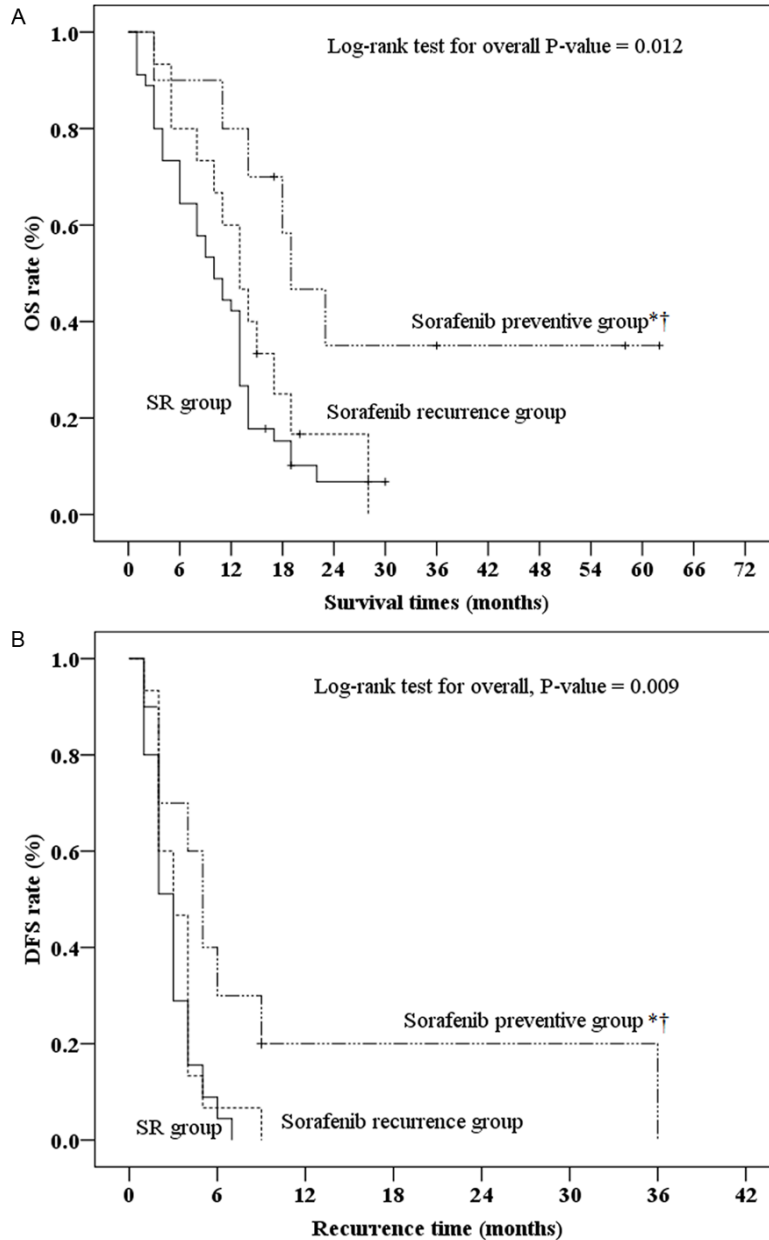 A
Log-rank test for overall P-value = 0.012
OS rate (%)
1.0
0.8
0.6
0.4
0.2
0.0
Sorafenib preventive group*†
SR group
Sorafenib recurrence group
0 6 12 18 24 30 36 42 48 54 60 66 72
Survival times (months)
B
Log-rank test for overall, P-value = 0.009
DFS rate (%)
1.0
0.8
0.6
0.4
0.2
0.0
Sorafenib preventive group *†
SR group
Sorafenib recurrence group
0 6 12 18 24 30 36 42
Recurrence time (months)